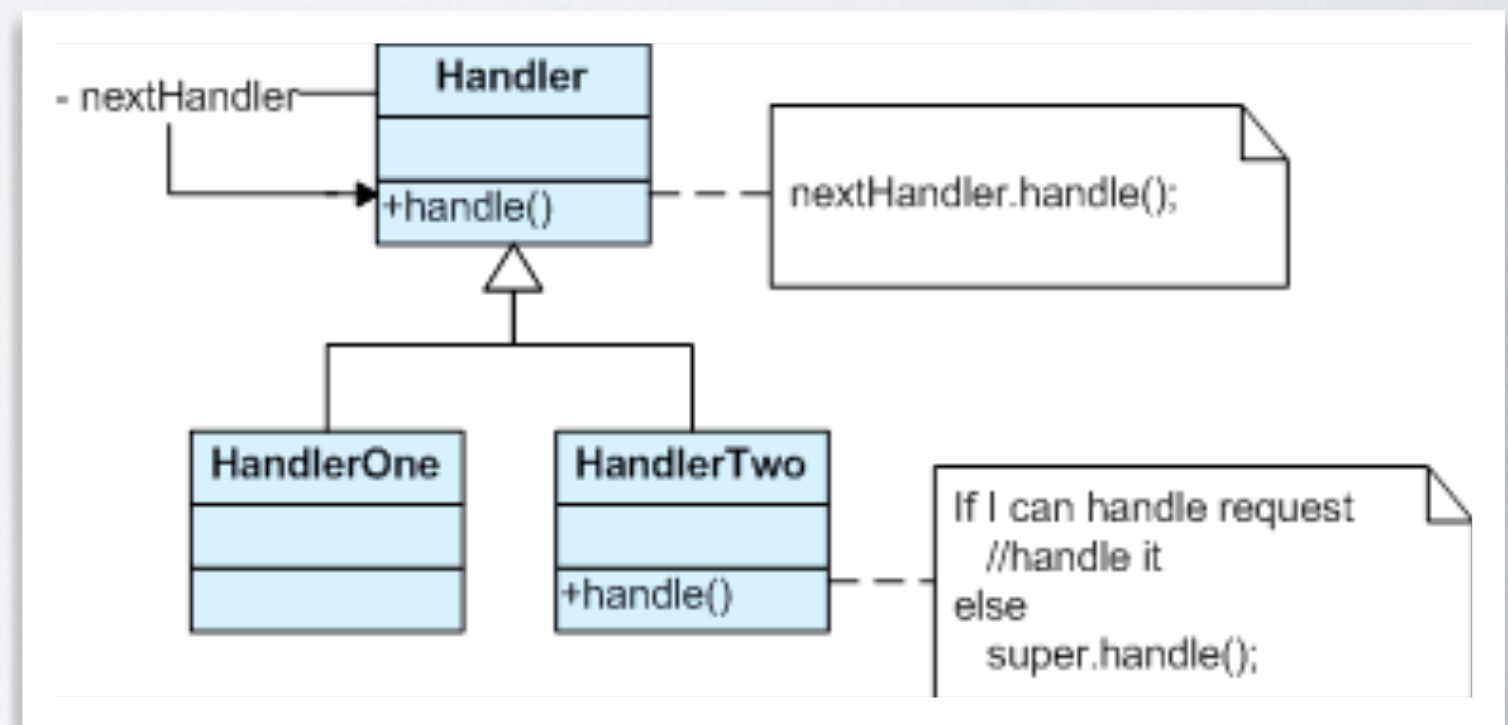 Handler
- nextHandler
+handle()
nextHandler.handle();
HandlerOne
HandlerTwo
+handle()
If I can handle request
//handle it
else
super.handle();